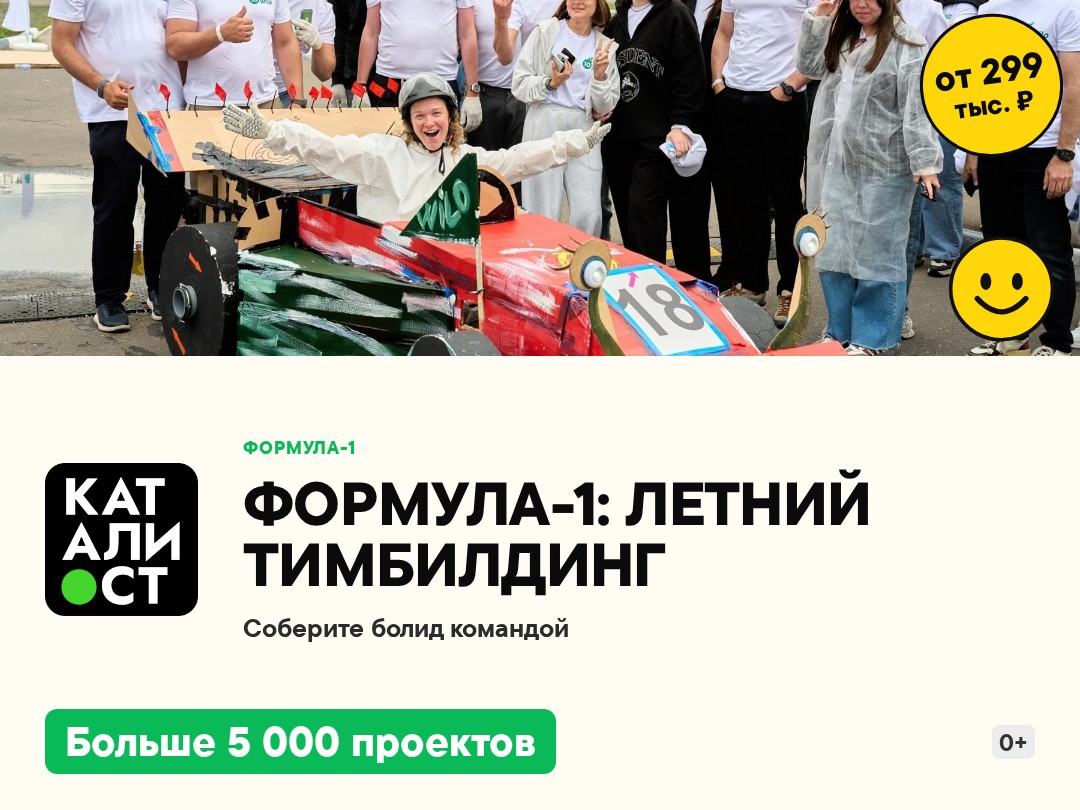 от 299
тыс. ₽
WILO
18
ФОРМУЛА-1
КАТ
АЛИ
СТ
ФОРМУЛА-1: ЛЕТНИЙ
ТИМБИЛДИНГ
Соберите болид командой
Больше 5 000 проектов
0+